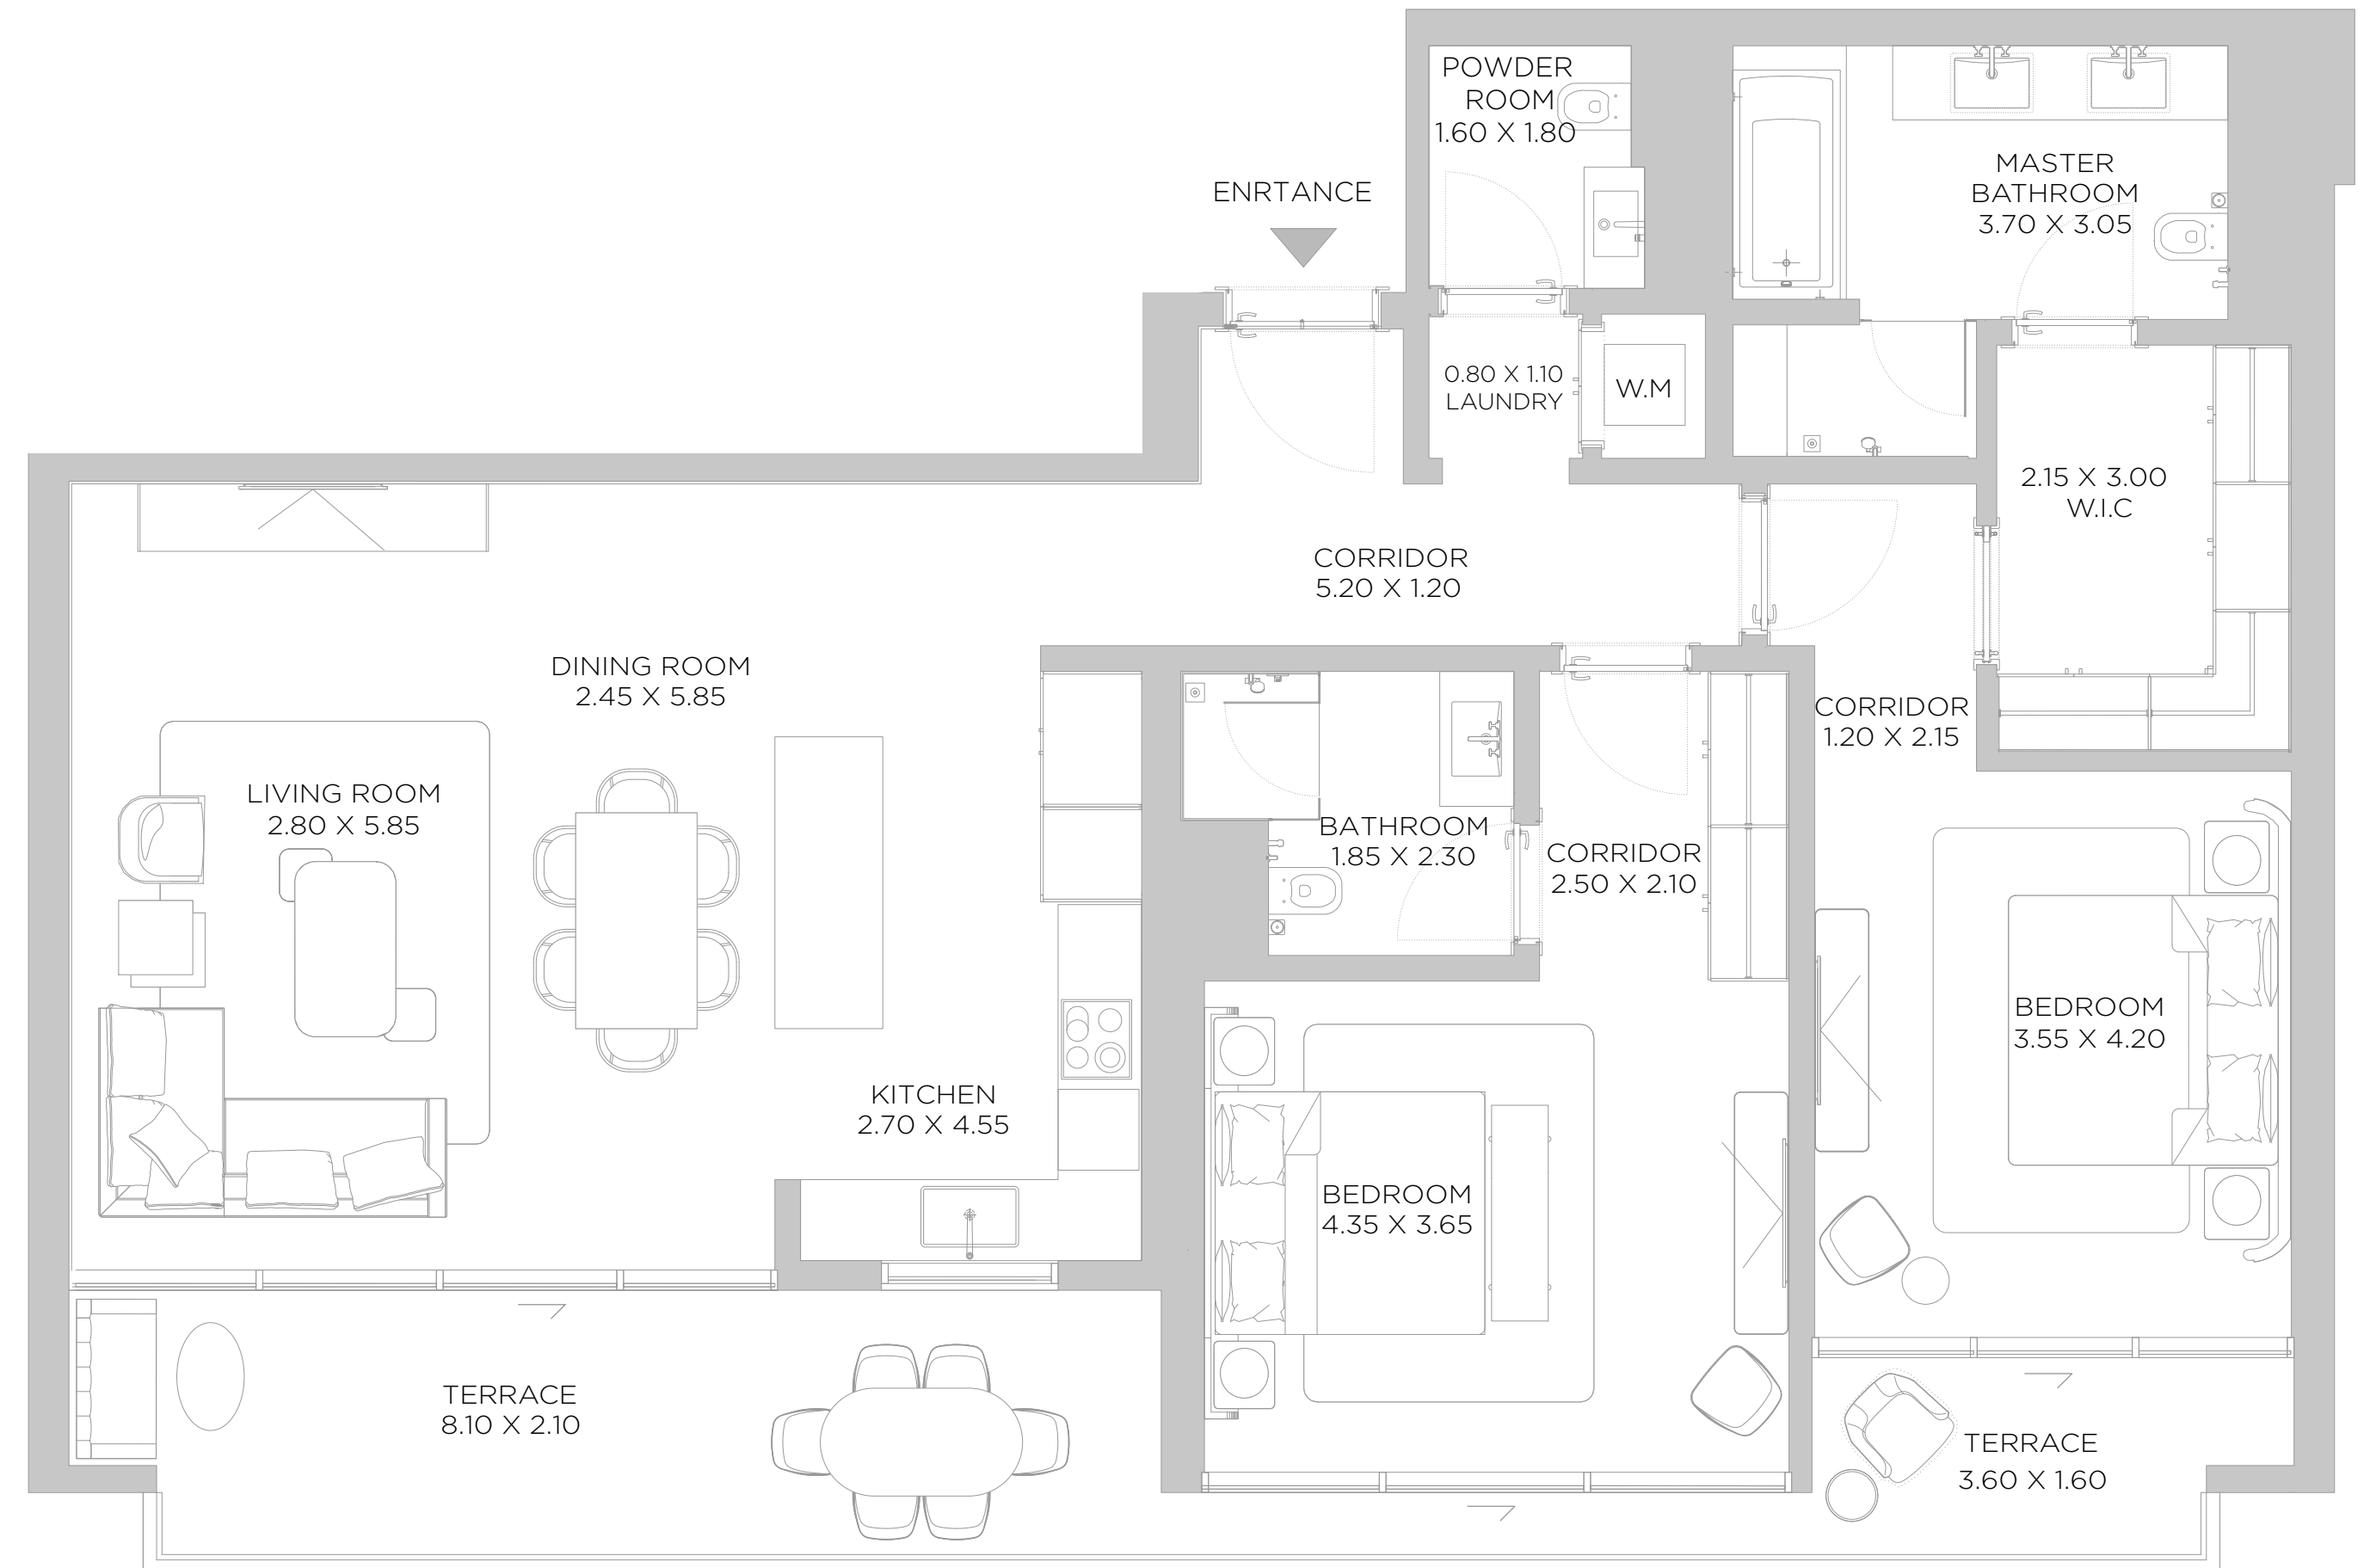 POWDER
ROOM
1.60 X 1.80
MASTER
BATHROOM
3.70 X 3.05
ENRTANCE
0.80 X 1.10
LAUNDRY
W.M
2.15 X 3.00
W.I.C
CORRIDOR
5.20 X 1.20
DINING ROOM
2.45 X 5.85
CORRIDOR
1.20 X 2.15
LIVING ROOM
2.80 X 5.85
BATHROOM
1.85 X 2.30
CORRIDOR
2.50 X 2.10
BEDROOM
3.55 X 4.20
KITCHEN
2.70 X 4.55
BEDROOM
4.35 X 3.65
TERRACE
8.10 X 2.10
TERRACE
3.60 X 1.60